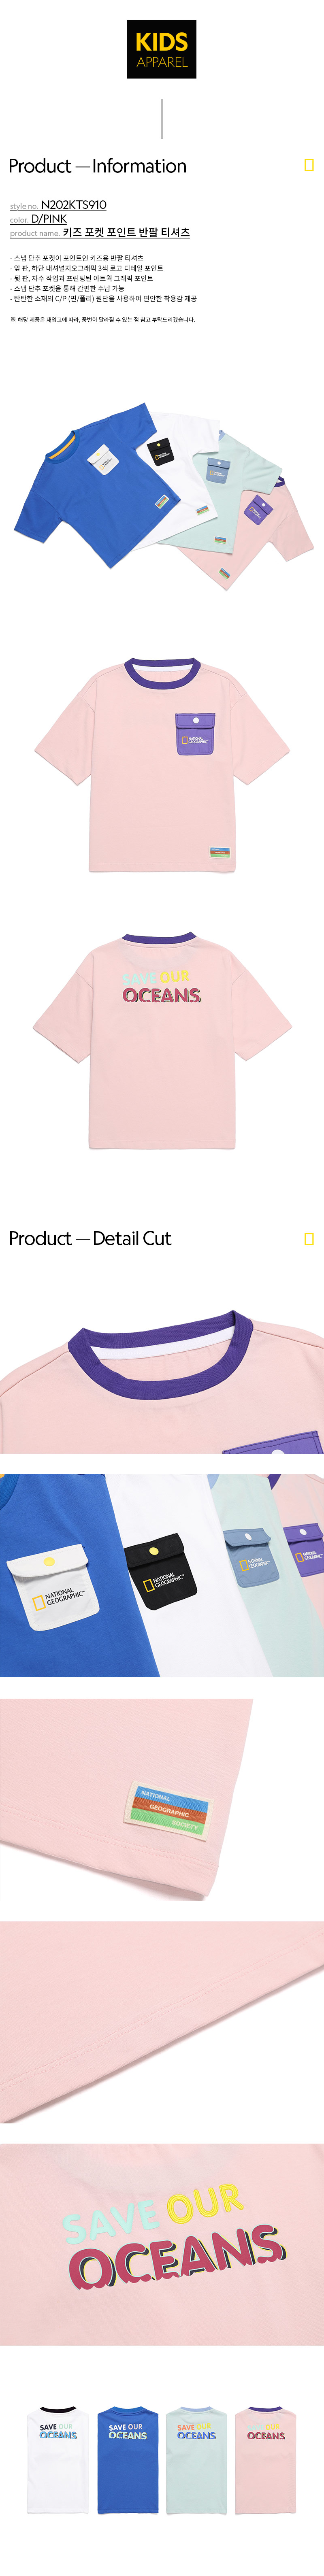 KIDS
APPAREL
Product — Information
style no. N202KTS910
color. D/PINK
product name. 키즈 포켓 포인트 반팔 티셔츠
- 스냅 단추 포켓이 포인트인 키즈용 반팔 티셔츠
- 앞 판, 하단 내셔널지오그래픽 3색 로고 디테일 포인트
- 뒷 판, 자수 작업과 프린팅된 아트웍 그래픽 포인트
- 스냅 단추 포켓을 통해 간편한 수납 가능
- 탄탄한 소재의 C/P (면/폴리) 원단을 사용하여 편안한 착용감 제공
※ 해당 제품은 재입고에 따라, 품번이 달라질 수 있는 점 참고 부탁드리겠습니다.
NATIONAL
GEOGRAPHIC
SAVE OUR
OCEANS
Product — Detail Cut
NATIONAL
GEOGRAPHIC™
NATIONAL
GEOGRAPHIC™
NATIONAL
GEOGRAPHIC
NATIONAL
GEOGRAPHIC
NATIONAL
GEOGRAPHIC
SOCIETY
SAVE OUR
OCEANS
SAVE OUR
OCEANS
SAVE OUR
OCEANS
SAVE OUR
OCEANS
SAVE OUR
OCEANS